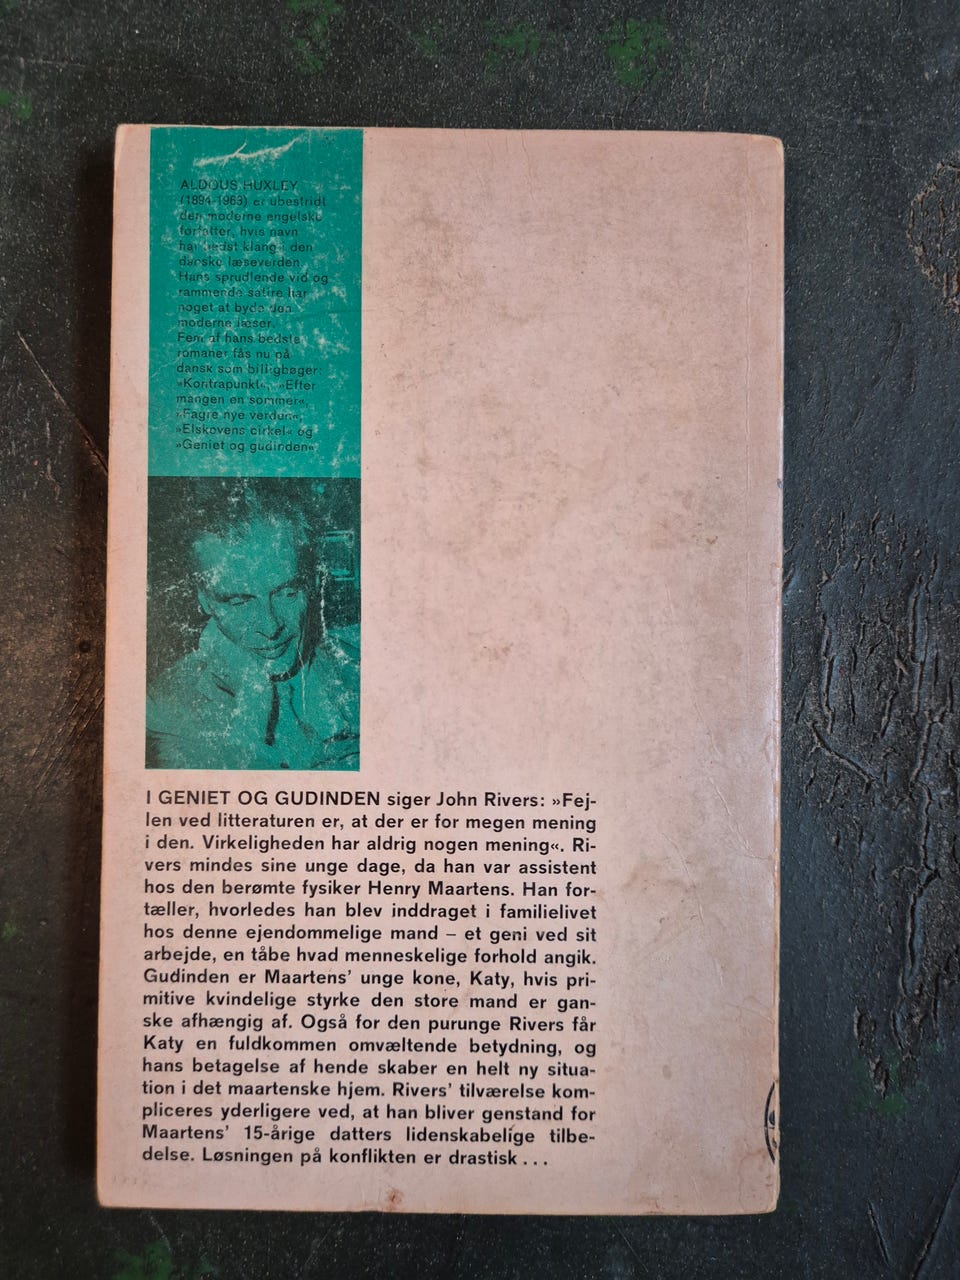 ALDOUS HUXLEY
(1894-1963) er ubestridt
den moderne engelske
forfatter, hvis navn
har bedst klang i den
danske læseverden.
Hans sprudlende vid og
rammende satire har
noget at byde den
moderne læser.
Fem af hans bedste
romaner fås nu på
dansk som billigbøger:
»Kontrapunkt«, »Efter
mangen en sommer«,
»Fagre nye verden«,
»Elskovens cirkel« og
»Geniet og gudinden«
I GENIET OG GUDINDEN siger John Rivers: »Fej-
len ved litteraturen er, at der er for megen mening
i den. Virkeligheden har aldrig nogen mening«. Ri-
vers mindes sine unge dage, da han var assistent
hos den berømte fysiker Henry Maartens. Han for-
tæller, hvorledes han blev inddraget i familielivet
hos denne ejendommelige mand – et geni ved sit
arbejde, en tåbe hvad menneskelige forhold angik.
Gudinden er Maartens' unge kone, Katy, hvis pri-
mitive kvindelige styrke den store mand er gan-
ske afhængig af. Også for den purunge Rivers får
Katy en fuldkommen omvæltende betydning, og
hans betagelse af hende skaber en helt ny situa-
tion i det maartenske hjem. Rivers' tilværelse kom-
pliceres yderligere ved, at han bliver genstand for
Maartens' 15-årige datters lidenskabelige tilbe-
delse. Løsningen på konflikten er drastisk . . .